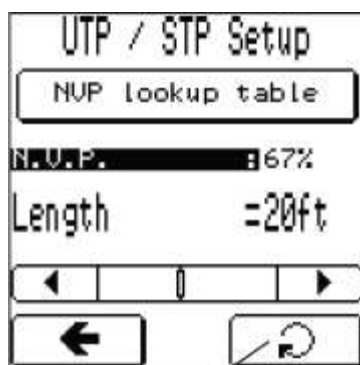 UTP / STP Setup
NVP lookup table
N.V.P. :67%
Length =20ft